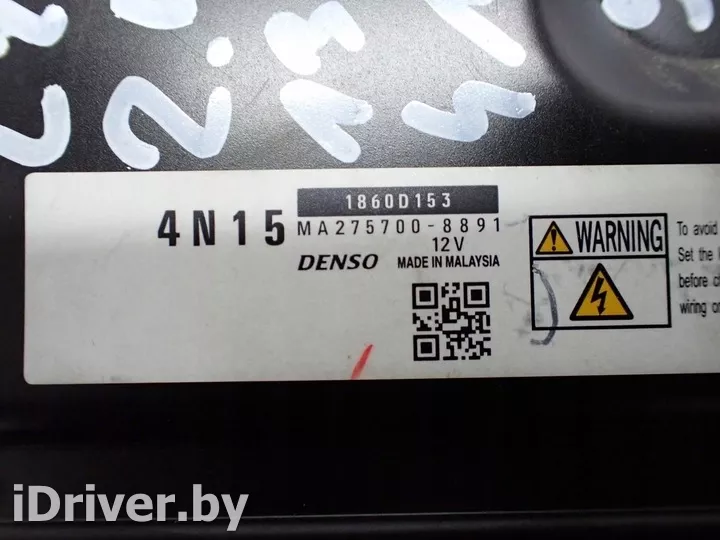 1860D153
4N15 MA275700-8891
12V
DENSO MADE IN MALAYSIA
WARNING
To avoid
Set the
before
wiring
iDriver.by